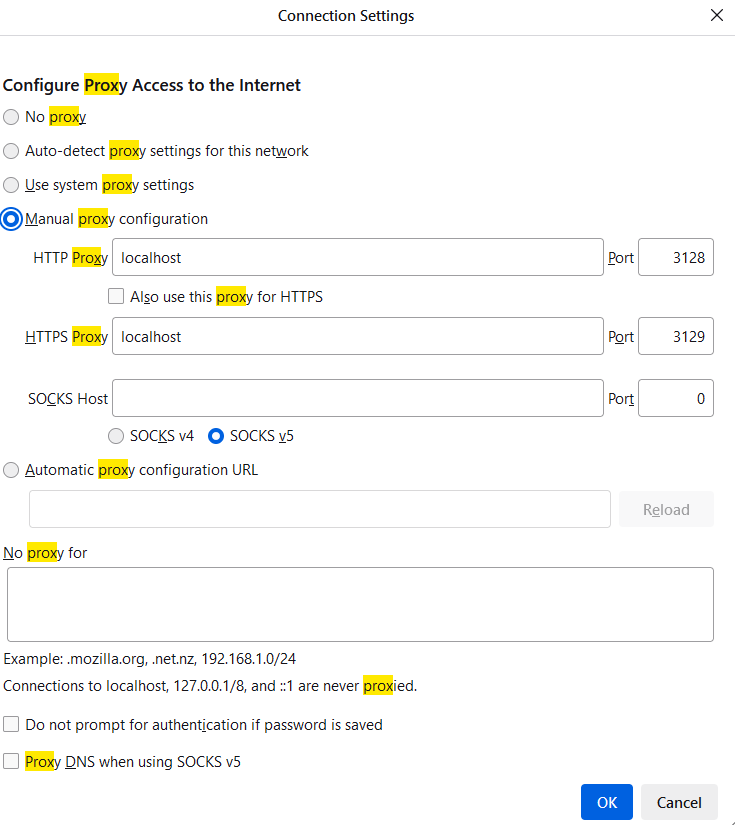 Connection Settings
Configure Proxy Access to the Internet
No proxy
Auto-detect proxy settings for this network
Use system proxy settings
Manual proxy configuration
HTTP Proxy localhost Port 3128
Also use this proxy for HTTPS
HTTPS Proxy localhost Port 3129
SOCKS Host Port 0
SOCKS v4 SOCKS v5
Automatic proxy configuration URL
Reload
No proxy for
Example: .mozilla.org, .net.nz, 192.168.1.0/24
Connections to localhost, 127.0.0.1/8, and ::1 are never proxied.
Do not prompt for authentication if password is saved
Proxy DNS when using SOCKS v5
OK Cancel